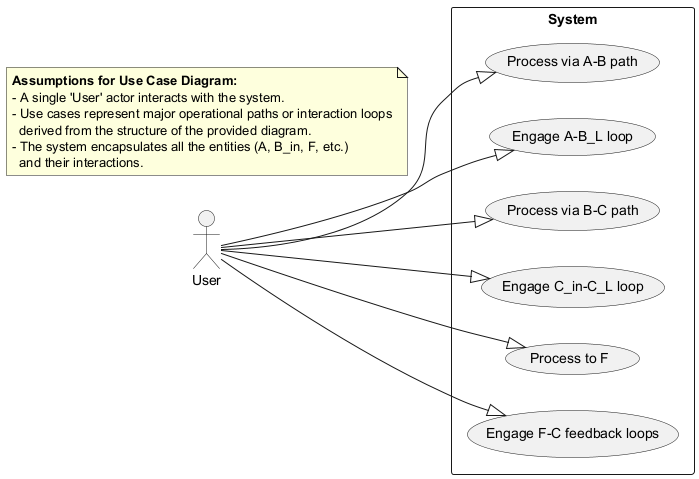 System
Assumptions for Use Case Diagram:
- A single 'User' actor interacts with the system.
- Use cases represent major operational paths or interaction loops
derived from the structure of the provided diagram.
- The system encapsulates all the entities (A, B_in, F, etc.)
and their interactions.
User
Process via A-B path
Engage A-B_L loop
Process via B-C path
Engage C_in-C_L loop
Process to F
Engage F-C feedback loops